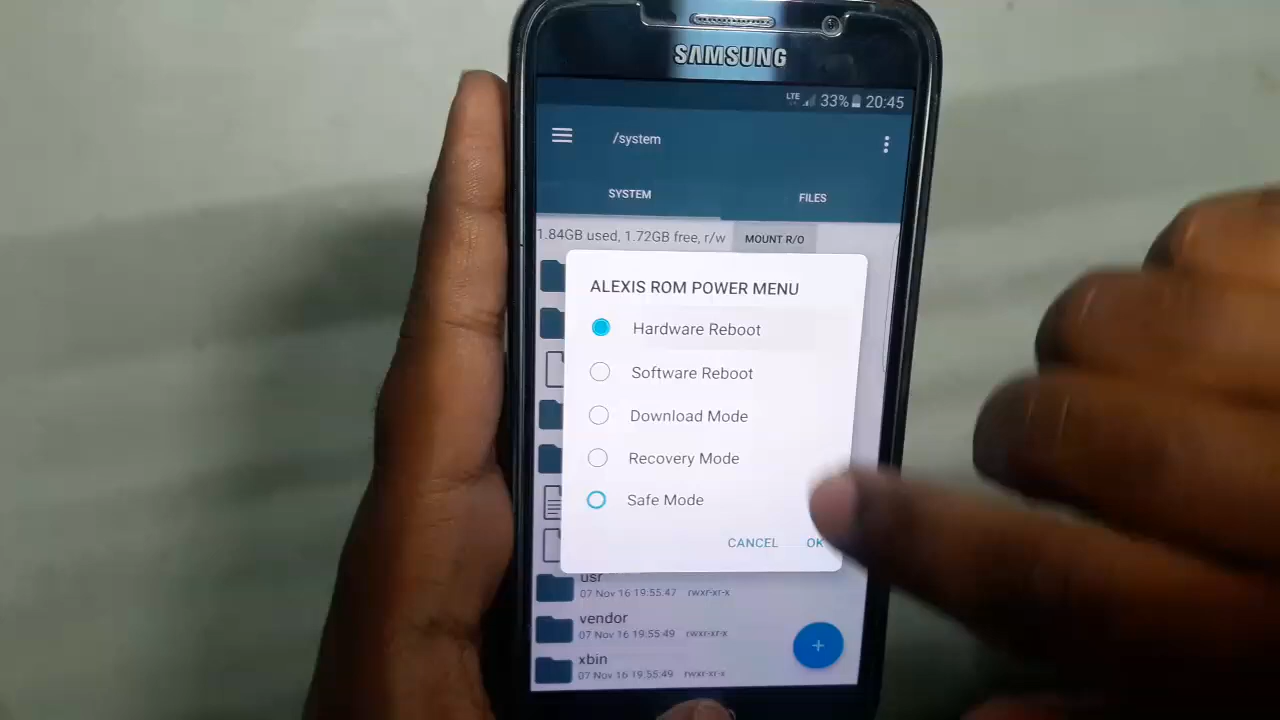 SAMSUNG
LTE 33% 20:45
/system
SYSTEM FILES
1.84GB used, 1.72GB free, r/w MOUNT R/O
ALEXIS ROM POWER MENU
Hardware Reboot
Software Reboot
Download Mode
Recovery Mode
Safe Mode
CANCEL OK
usr
07 Nov 16 19:55:47 rwxr-xr-x
vendor
07 Nov 16 19:55:49 rwxr-xr-x
xbin
07 Nov 16 19:55:49 rwxr-xr-x